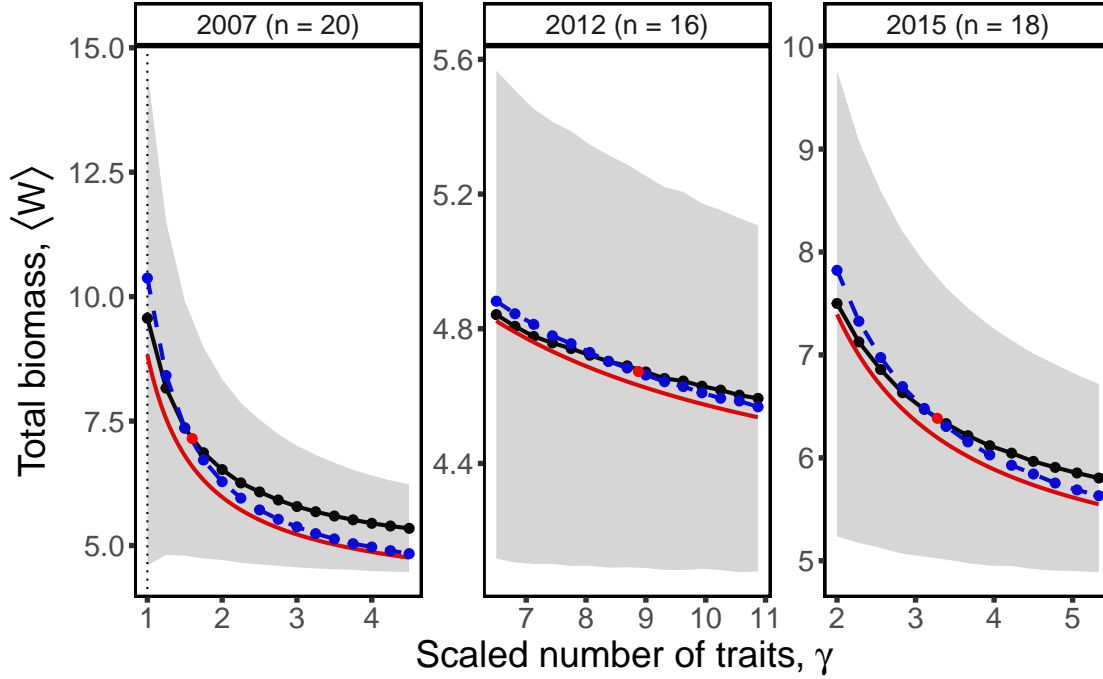 2007 (n = 20)
2012 (n = 16)
2015 (n = 18)
Total biomass, ⟨W⟩
15.0
12.5
10.0
7.5
5.0
5.6
5.2
4.8
4.4
10
9
8
7
6
5
1 2 3 4
7 8 9 10 11
2 3 4 5
Scaled number of traits, γ